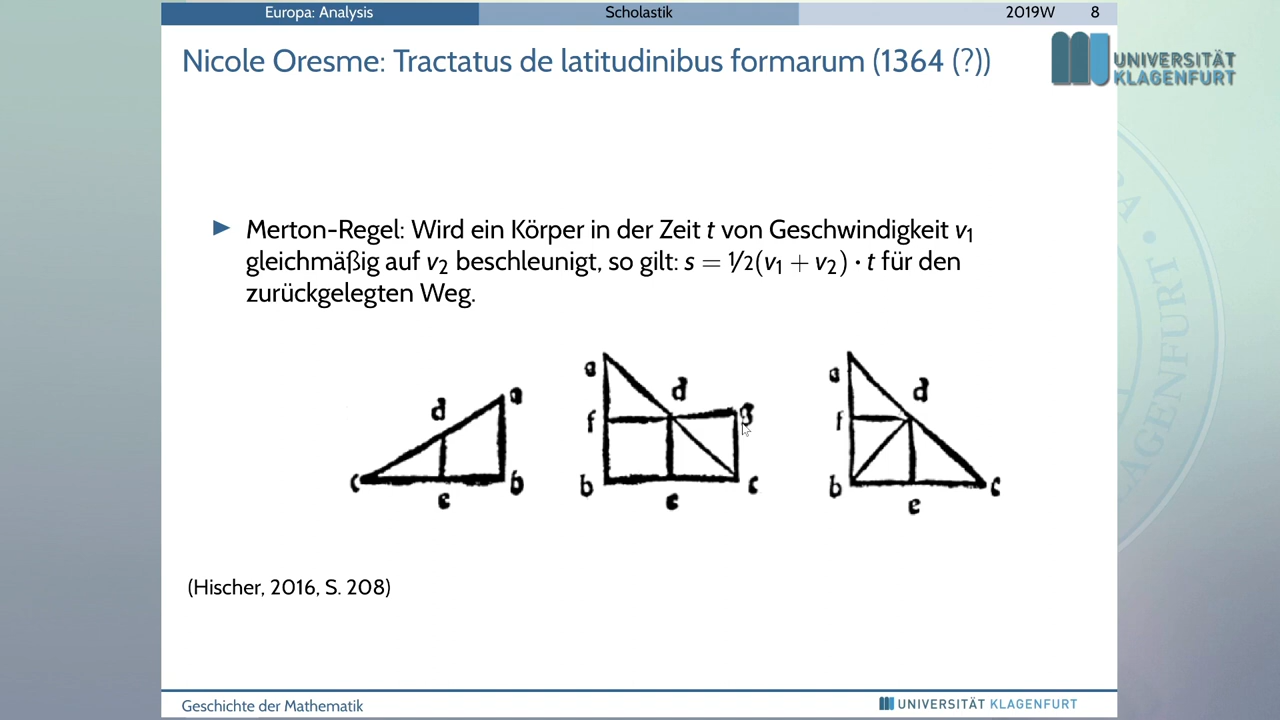 Europa: Analysis Scholastik 2019W 8
Nicole Oresme: Tractatus de latitudinibus formarum (1364 (?))
UNIVERSITÄT
KLAGENFURT
▶ Merton-Regel: Wird ein Körper in der Zeit t von Geschwindigkeit v₁
gleichmäßig auf v₂ beschleunigt, so gilt: s = ½(v₁ + v₂) · t für den
zurückgelegten Weg.
d a c e b
a d f g b e c
a d f b e c
(Hischer, 2016, S. 208)
Geschichte der Mathematik UNIVERSITÄT KLAGENFURT
KLAGENFURT